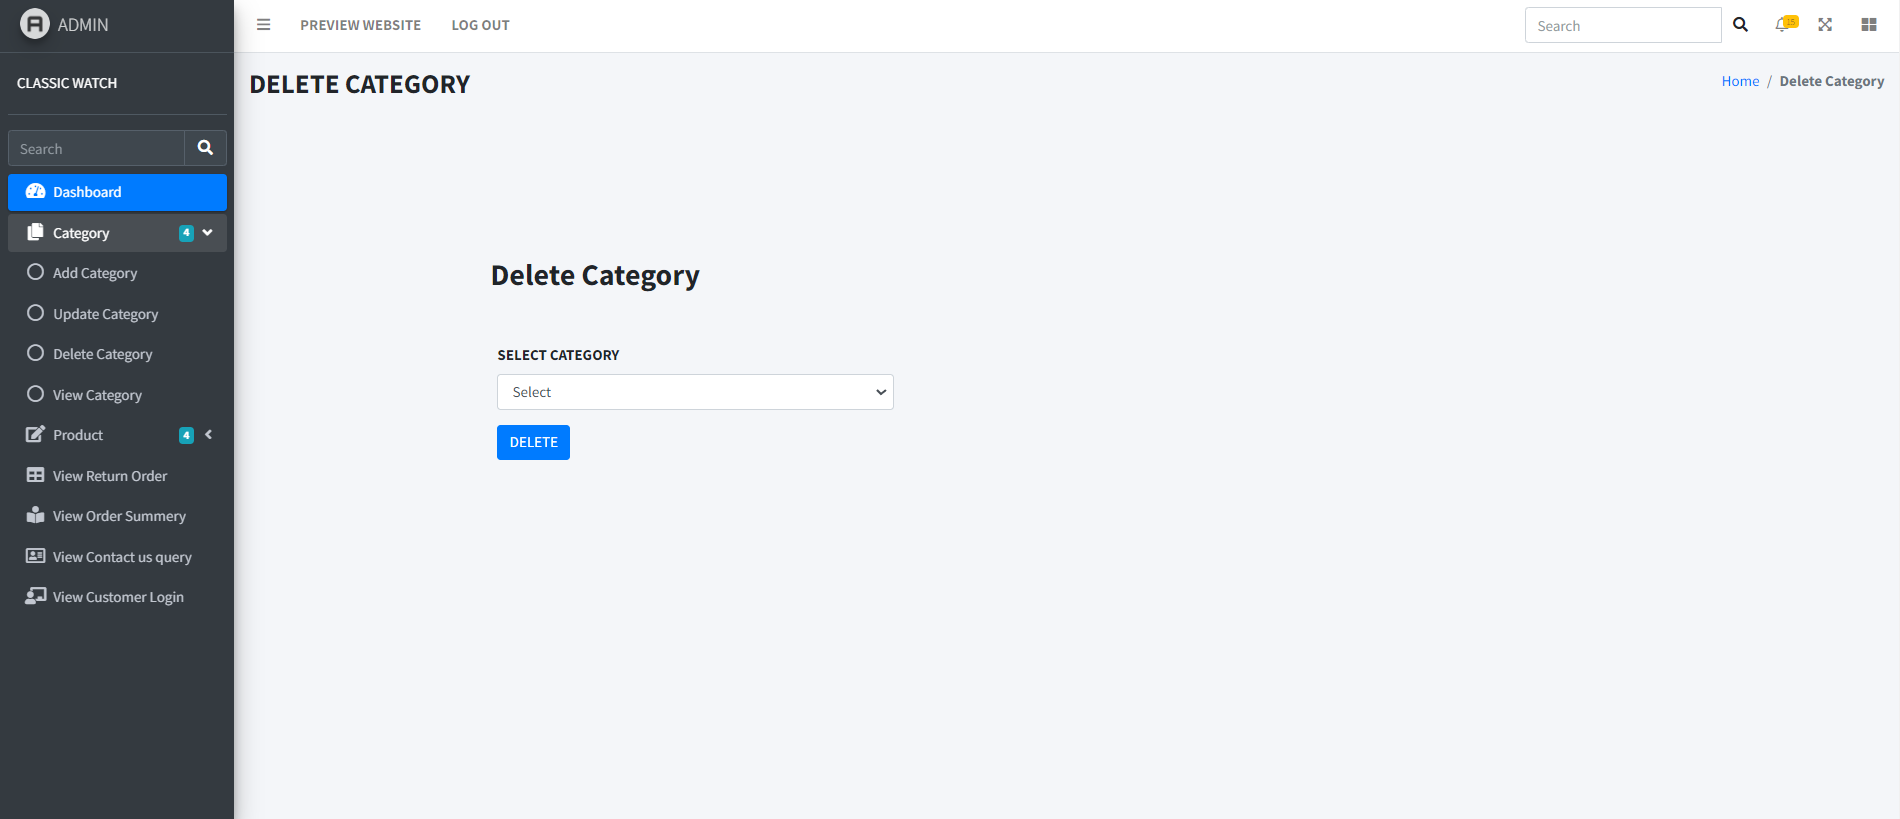 ADMIN
PREVIEW WEBSITE
LOG OUT
Search
15
CLASSIC WATCH
DELETE CATEGORY
Home / Delete Category
Search
Dashboard
Category 4
Add Category
Update Category
Delete Category
View Category
Product 4
View Return Order
View Order Summery
View Contact us query
View Customer Login
Delete Category
SELECT CATEGORY
Select
DELETE